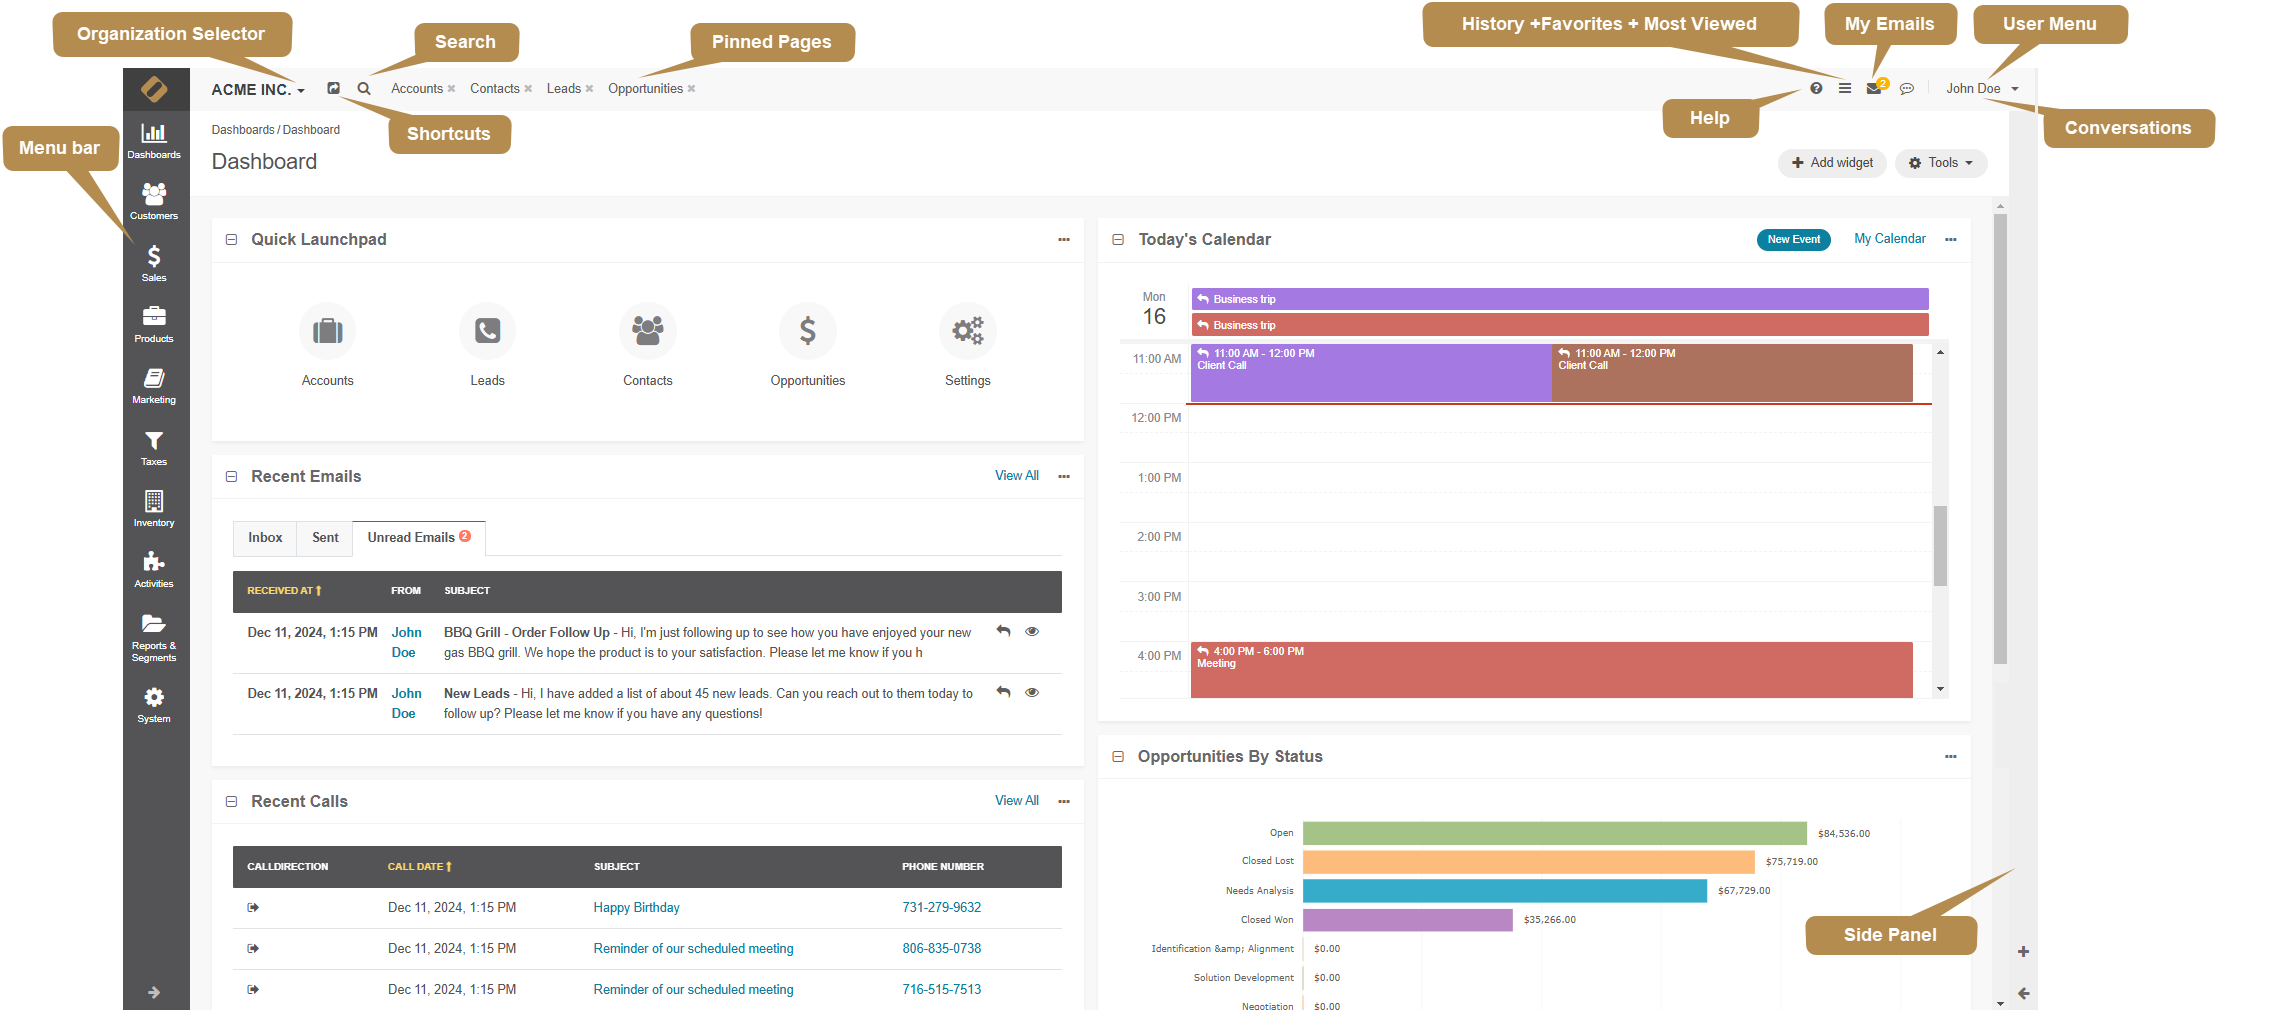 Organization Selector
Search
Pinned Pages
History +Favorites + Most Viewed
My Emails
User Menu
ACME INC.
Accounts
Contacts
Leads
Opportunities
2
John Doe
Help
Shortcuts
Conversations
Menu bar
Dashboards
Customers
Sales
Products
Marketing
Taxes
Inventory
Activities
Reports &
Segments
System
Dashboards / Dashboard
Dashboard
Add widget
Tools
Quick Launchpad
Accounts
Leads
Contacts
Opportunities
Settings
Recent Emails
View All
Inbox
Sent
Unread Emails 2
RECEIVED AT
FROM
SUBJECT
Dec 11, 2024, 1:15 PM
John
Doe
BBQ Grill - Order Follow Up - Hi, I'm just following up to see how you have enjoyed your new
gas BBQ grill. We hope the product is to your satisfaction. Please let me know if you h
Dec 11, 2024, 1:15 PM
John
Doe
New Leads - Hi, I have added a list of about 45 new leads. Can you reach out to them today to
follow up? Please let me know if you have any questions!
Recent Calls
View All
CALLDIRECTION
CALL DATE
SUBJECT
PHONE NUMBER
Dec 11, 2024, 1:15 PM
Happy Birthday
731-279-9632
Dec 11, 2024, 1:15 PM
Reminder of our scheduled meeting
806-835-0738
Dec 11, 2024, 1:15 PM
Reminder of our scheduled meeting
716-515-7513
Today's Calendar
New Event
My Calendar
Mon
16
Business trip
Business trip
11:00 AM
11:00 AM - 12:00 PM
Client Call
11:00 AM - 12:00 PM
Client Call
12:00 PM
1:00 PM
2:00 PM
3:00 PM
4:00 PM
4:00 PM - 6:00 PM
Meeting
Opportunities By Status
Open
$84,536.00
Closed Lost
$75,719.00
Needs Analysis
$67,729.00
Closed Won
$35,266.00
Identification &amp; Alignment
$0.00
Solution Development
$0.00
Negotiation
$0.00
Side Panel